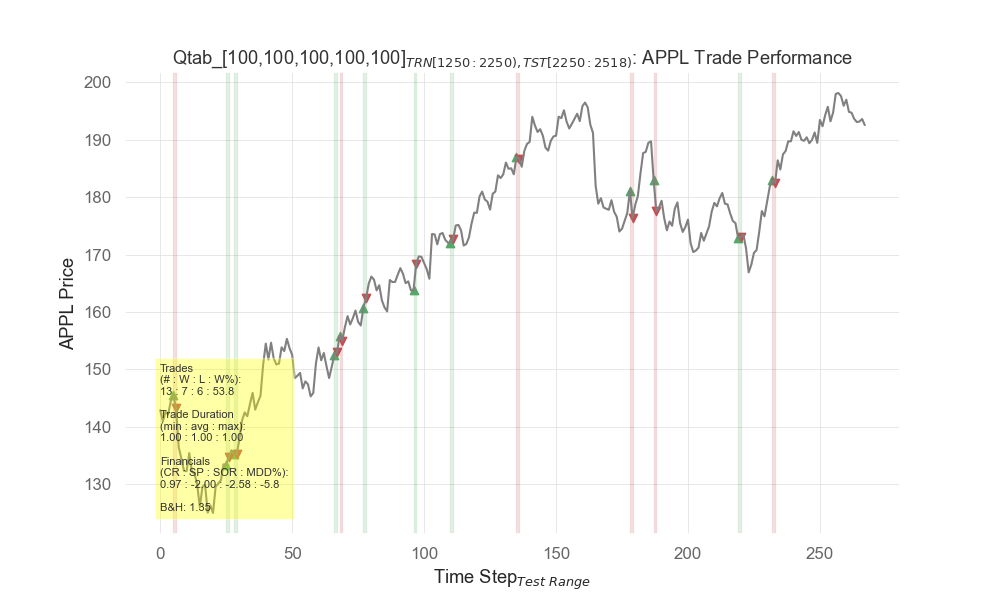 Qtab_[100,100,100,100,100]TRN[1250:2250),TST[2250:2518): APPL Trade Performance
200
190
180
170
160
150
140
130
APPL Price
Trades
(# : W : L : W%):
13 : 7 : 6 : 53.8
Trade Duration
(min : avg : max):
1.00 : 1.00 : 1.00
Financials
(CR : SP : SOR : MDD%):
0.97 : -2.00 : -2.58 : -5.8
B&H: 1.35
0 50 100 150 200 250
Time StepTest Range